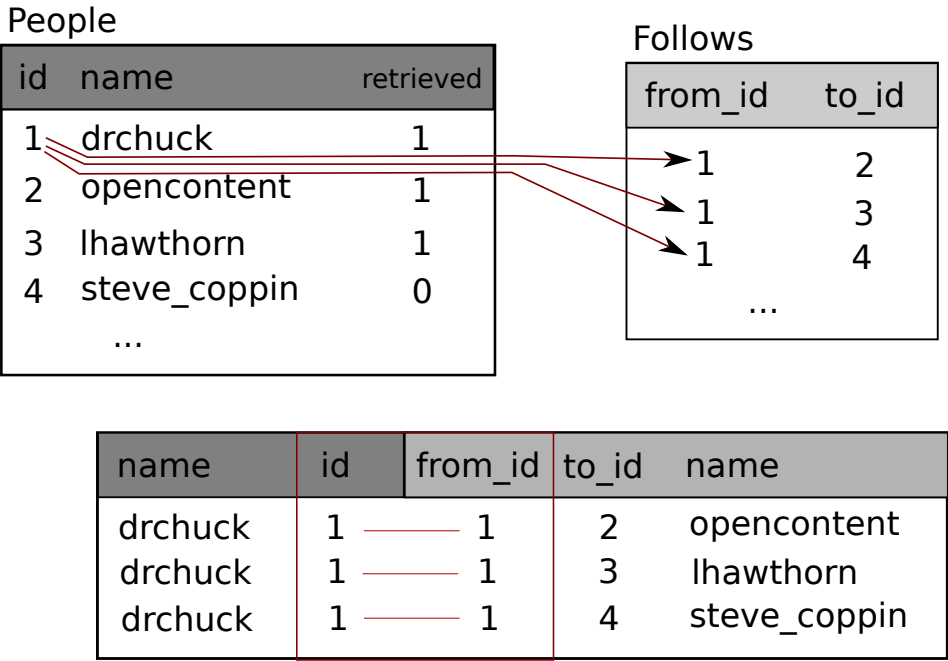 People
id name retrieved
1 drchuck 1
2 opencontent 1
3 lhawthorn 1
4 steve_coppin 0
...
Follows
from_id to_id
1 2
1 3
1 4
...
name id from_id to_id name
drchuck 1 1 2 opencontent
drchuck 1 1 3 lhawthorn
drchuck 1 1 4 steve_coppin